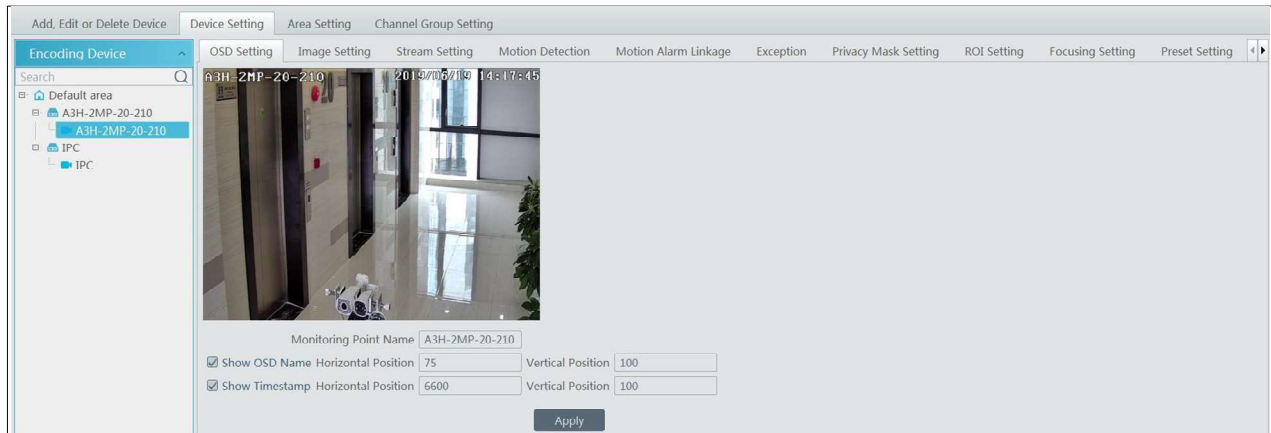 Add, Edit or Delete Device Device Setting Area Setting Channel Group Setting
Encoding Device
OSD Setting Image Setting Stream Setting Motion Detection Motion Alarm Linkage Exception Privacy Mask Setting ROI Setting Focusing Setting Preset Setting
Search
Default area
A3H-2MP-20-210
A3H-2MP-20-210
IPC
IPC
A3H-2MP-20-210 2019/06/19 14:17:45
Monitoring Point Name A3H-2MP-20-210
Show OSD Name Horizontal Position 75 Vertical Position 100
Show Timestamp Horizontal Position 6600 Vertical Position 100
Apply